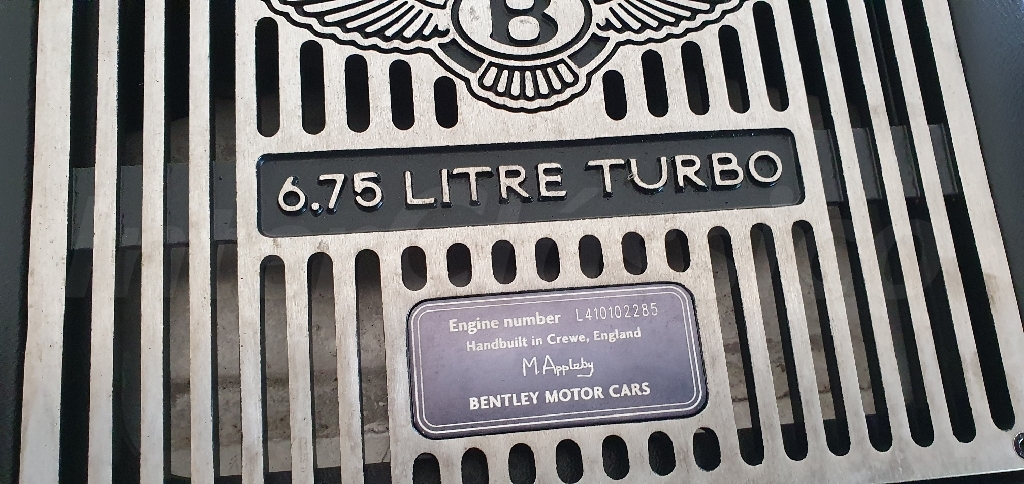 B
6.75 LITRE TURBO
Engine number L410102285
Handbuilt in Crewe, England
M Appleby
BENTLEY MOTOR CARS